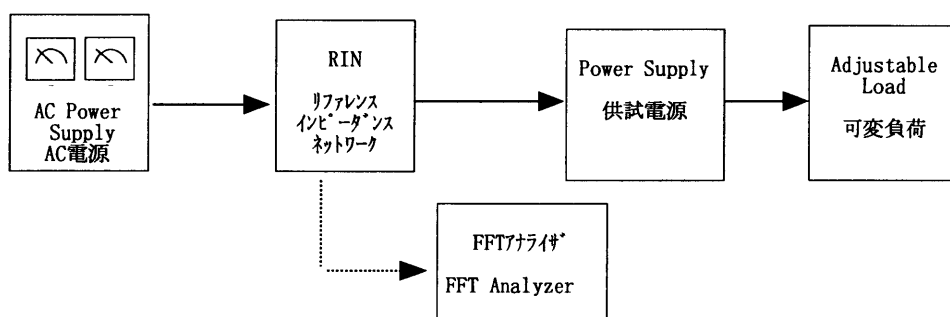 AC Power
Supply
AC電源
RIN
ﾘﾌｧﾚﾝｽ
ｲﾝﾋﾟｰﾀﾞﾝｽ
ﾈｯﾄﾜｰｸ
Power Supply
供試電源
Adjustable
Load
可変負荷
FFTｱﾅﾗｲｻﾞ
FFT Analyzer